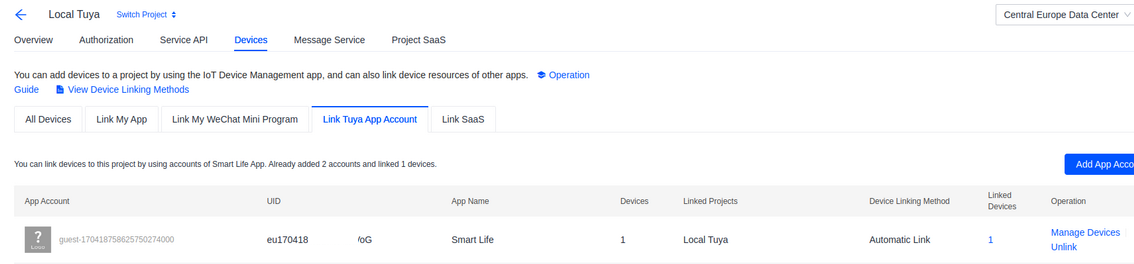 Local Tuya Switch Project Central Europe Data Center
Overview Authorization Service API Devices Message Service Project SaaS
You can add devices to a project by using the IoT Device Management app, and can also link device resources of other apps. Operation
Guide View Device Linking Methods
All Devices Link My App Link My WeChat Mini Program Link Tuya App Account Link SaaS
You can link devices to this project by using accounts of Smart Life App. Already added 2 accounts and linked 1 devices. Add App Acco
App Account UID App Name Devices Linked Projects Device Linking Method Linked Devices Operation
? LOGO guest-170418758625750274000 eu170418 oG Smart Life 1 Local Tuya Automatic Link 1 Manage Devices
Unlink